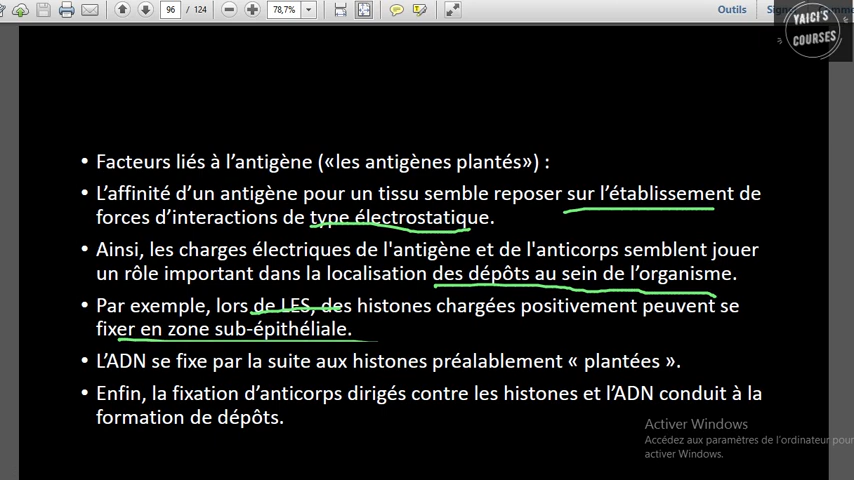 96 / 124
78,7%
Outils
YAICI'S
COURSES
• Facteurs liés à l'antigène («les antigènes plantés») :
• L'affinité d'un antigène pour un tissu semble reposer sur l'établissement de
forces d'interactions de type électrostatique.
• Ainsi, les charges électriques de l'antigène et de l'anticorps semblent jouer
un rôle important dans la localisation des dépôts au sein de l'organisme.
• Par exemple, lors de LES, des histones chargées positivement peuvent se
fixer en zone sub-épithéliale.
• L'ADN se fixe par la suite aux histones préalablement « plantées ».
• Enfin, la fixation d'anticorps dirigés contre les histones et l'ADN conduit à la
formation de dépôts.
Activer Windows
Accédez aux paramètres de l'ordinateur pour
activer Windows.